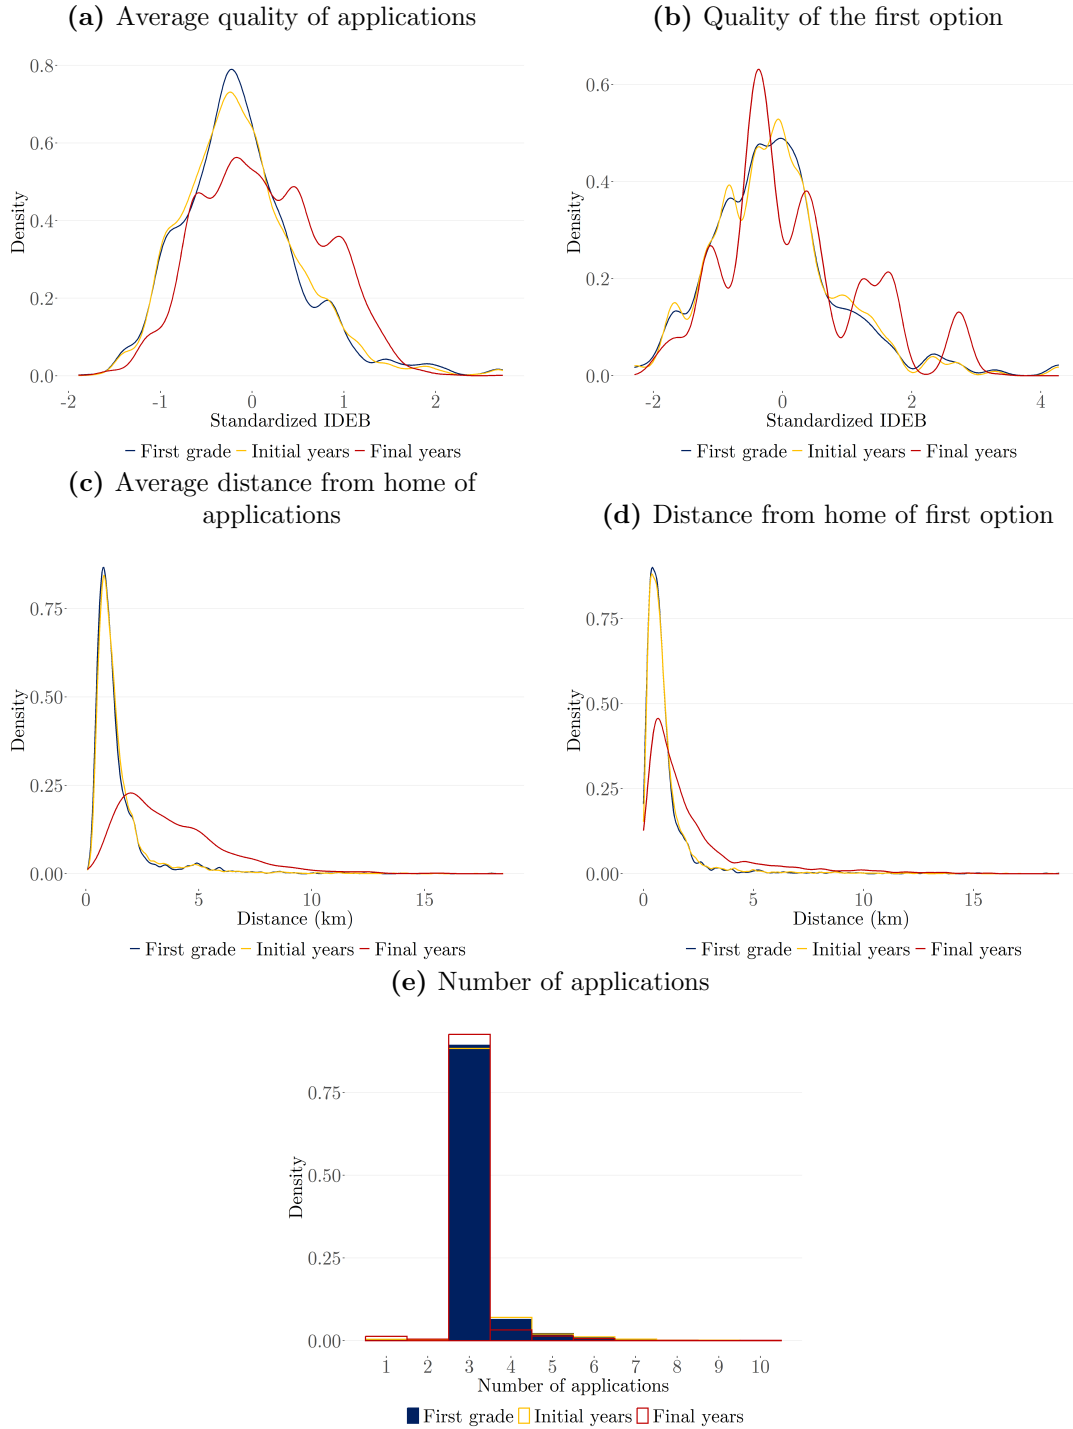 (a) Average quality of applications
0.8
0.6
0.4
0.2
0.0
Density
-2 -1 0 1 2
Standardized IDEB
First grade Initial years Final years
(b) Quality of the first option
0.6
0.4
0.2
0.0
Density
-2 0 2 4
Standardized IDEB
First grade Initial years Final years
(c) Average distance from home of
applications
0.75
0.50
0.25
0.00
Density
0 5 10 15
Distance (km)
First grade Initial years Final years
(d) Distance from home of first option
0.75
0.50
0.25
0.00
Density
0 5 10 15
Distance (km)
First grade Initial years Final years
(e) Number of applications
0.75
0.50
0.25
0.00
Density
1 2 3 4 5 6 7 8 9 10
Number of applications
First grade Initial years Final years